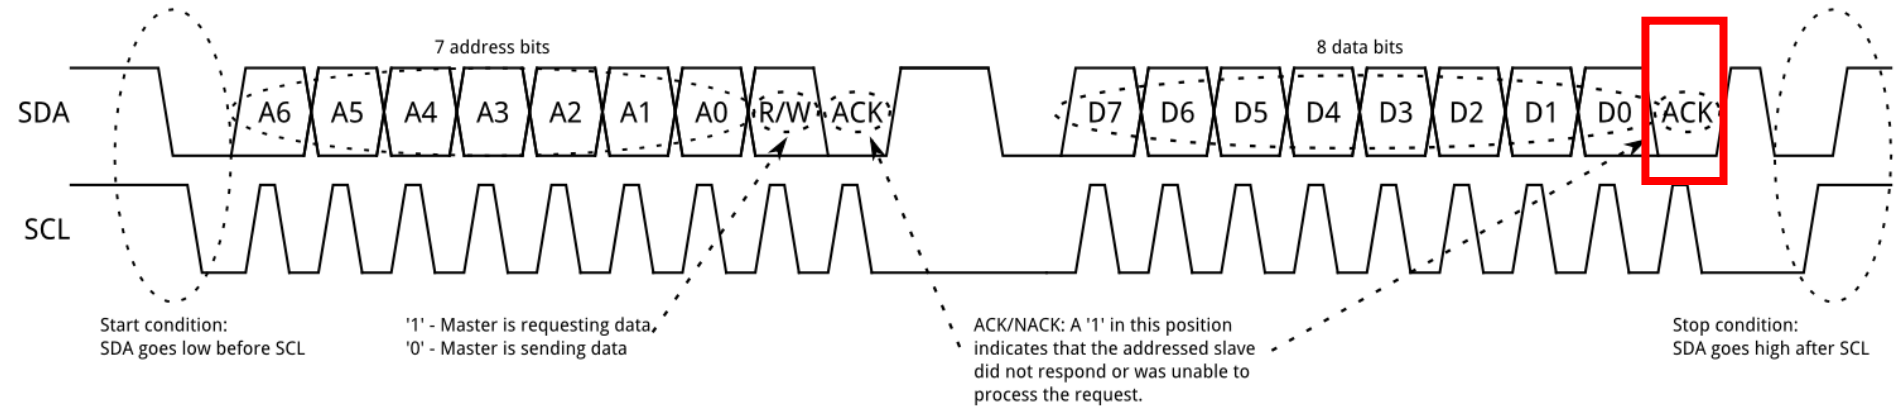 7 address bits
8 data bits
SDA
A6 A5 A4 A3 A2 A1 A0 R/W ACK
D7 D6 D5 D4 D3 D2 D1 D0 ACK
SCL
Start condition:
SDA goes low before SCL
'1' - Master is requesting data
'0' - Master is sending data
ACK/NACK: A '1' in this position
indicates that the addressed slave
did not respond or was unable to
process the request.
Stop condition:
SDA goes high after SCL